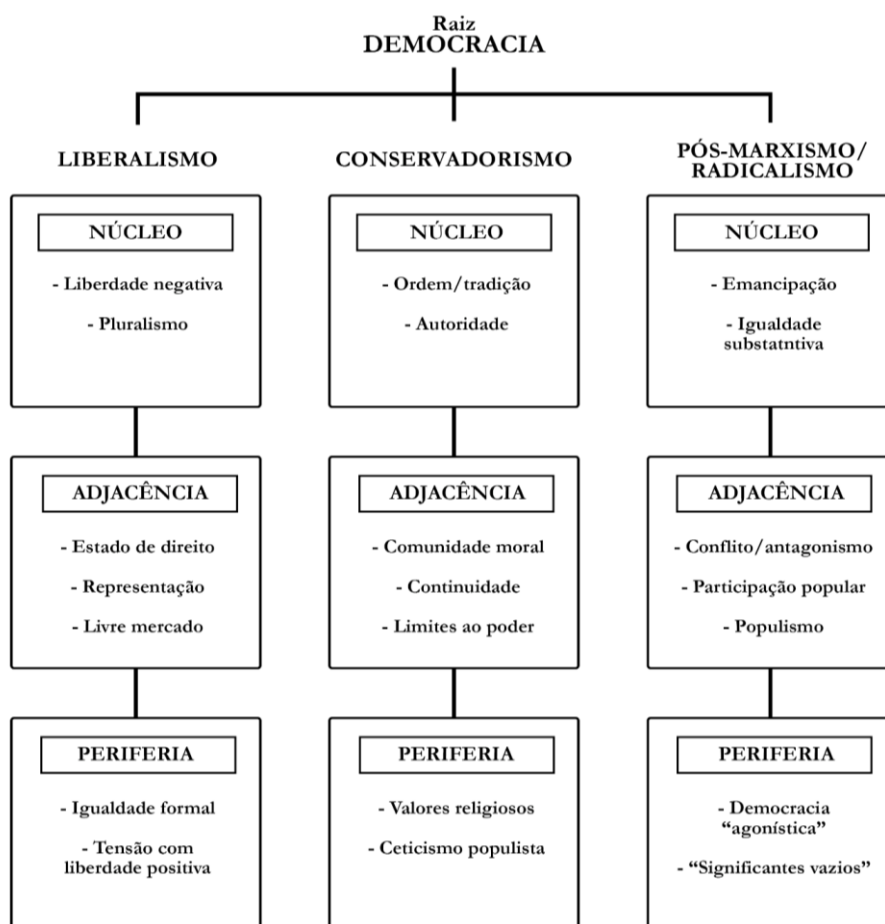 Raiz
DEMOCRACIA
LIBERALISMO
NÚCLEO
- Liberdade negativa
- Pluralismo
ADJACÊNCIA
- Estado de direito
- Representação
- Livre mercado
PERIFERIA
- Igualdade formal
- Tensão com
liberdade positiva
CONSERVADORISMO
NÚCLEO
- Ordem/tradição
- Autoridade
ADJACÊNCIA
- Comunidade moral
- Continuidade
- Limites ao poder
PERIFERIA
- Valores religiosos
- Ceticismo populista
PÓS-MARXISMO/
RADICALISMO
NÚCLEO
- Emancipação
- Igualdade
substatntiva
ADJACÊNCIA
- Conflito/antagonismo
- Participação popular
- Populismo
PERIFERIA
- Democracia
“agonística”
- “Significantes vazios”